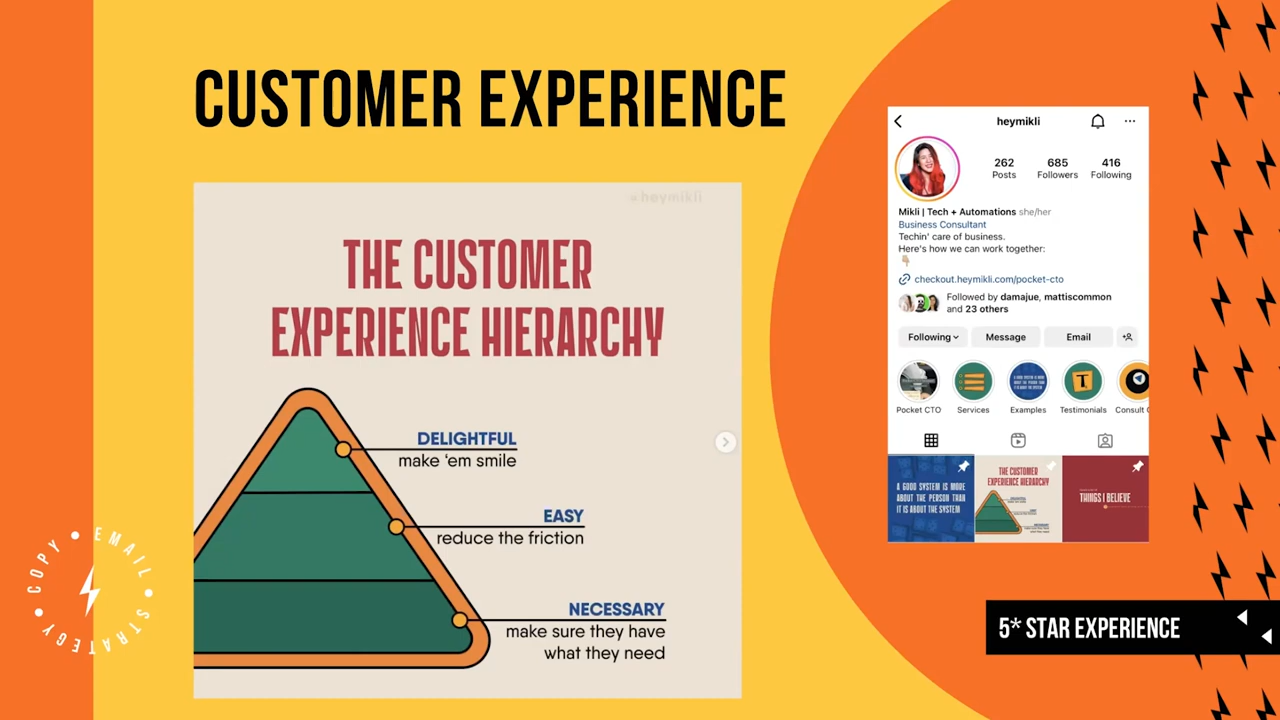 CUSTOMER EXPERIENCE
heymikli
THE CUSTOMER
EXPERIENCE HIERARCHY
DELIGHTFUL
make 'em smile
EASY
reduce the friction
NECESSARY
make sure they have
what they need
COPY • EMAIL • STRATEGY •
heymikli
262 685 416
Posts Followers Following
Mikli | Tech + Automations she/her
Business Consultant
Techin' care of business.
Here's how we can work together:
checkout.heymikli.com/pocket-cto
Followed by damajue, mattiscommon
and 23 others
Following Message Email
Pocket CTO Services Examples Testimonials Consult
A GOOD SYSTEM IS MORE
ABOUT THE PERSON THAN
IT IS ABOUT THE SYSTEM
THE CUSTOMER
EXPERIENCE HIERARCHY
THINGS I BELIEVE
5* STAR EXPERIENCE